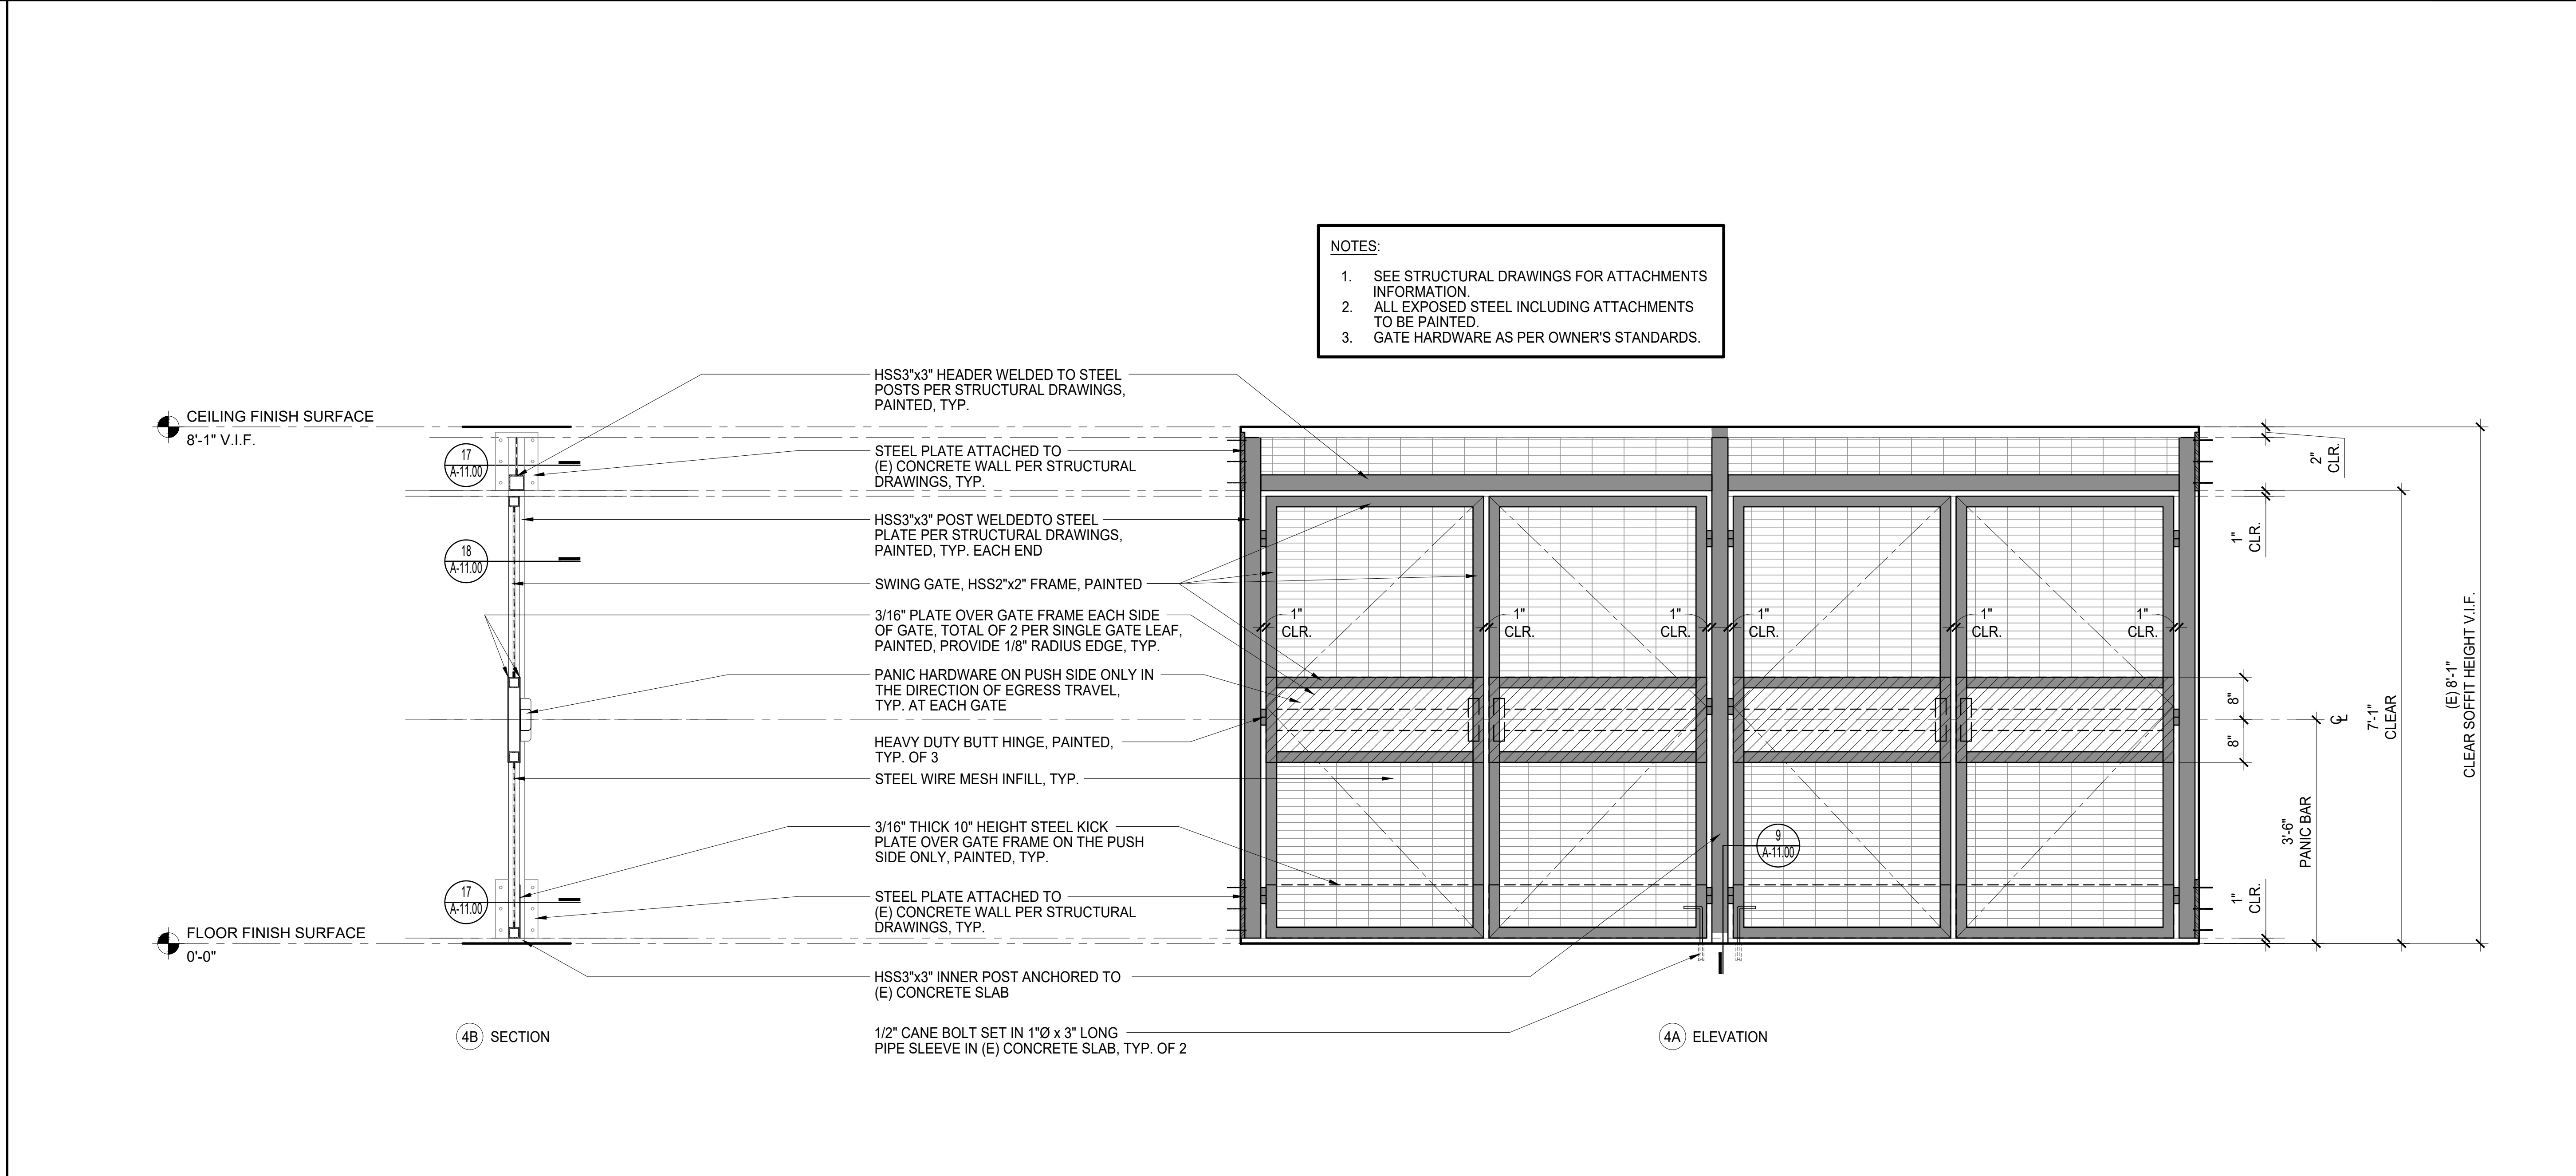 NOTES:
1. SEE STRUCTURAL DRAWINGS FOR ATTACHMENTS
INFORMATION.
2. ALL EXPOSED STEEL INCLUDING ATTACHMENTS
TO BE PAINTED.
3. GATE HARDWARE AS PER OWNER'S STANDARDS.
CEILING FINISH SURFACE
8'-1" V.I.F.
17
A-11.00
18
A-11.00
17
A-11.00
FLOOR FINISH SURFACE
0'-0"
4B SECTION
HSS3"x3" HEADER WELDED TO STEEL
POSTS PER STRUCTURAL DRAWINGS,
PAINTED, TYP.
STEEL PLATE ATTACHED TO
(E) CONCRETE WALL PER STRUCTURAL
DRAWINGS, TYP.
HSS3"x3" POST WELDEDTO STEEL
PLATE PER STRUCTURAL DRAWINGS,
PAINTED, TYP. EACH END
SWING GATE, HSS2"x2" FRAME, PAINTED
3/16" PLATE OVER GATE FRAME EACH SIDE
OF GATE, TOTAL OF 2 PER SINGLE GATE LEAF,
PAINTED, PROVIDE 1/8" RADIUS EDGE, TYP.
PANIC HARDWARE ON PUSH SIDE ONLY IN
THE DIRECTION OF EGRESS TRAVEL,
TYP. AT EACH GATE
HEAVY DUTY BUTT HINGE, PAINTED,
TYP. OF 3
STEEL WIRE MESH INFILL, TYP.
3/16" THICK 10" HEIGHT STEEL KICK
PLATE OVER GATE FRAME ON THE PUSH
SIDE ONLY, PAINTED, TYP.
STEEL PLATE ATTACHED TO
(E) CONCRETE WALL PER STRUCTURAL
DRAWINGS, TYP.
HSS3"x3" INNER POST ANCHORED TO
(E) CONCRETE SLAB
1/2" CANE BOLT SET IN 1"Ø x 3" LONG
PIPE SLEEVE IN (E) CONCRETE SLAB, TYP. OF 2
1"
CLR.
1"
CLR.
1"
CLR.
1"
CLR.
1"
CLR.
1"
CLR.
9
A-11.00
4A ELEVATION
2"
CLR.
1"
CLR.
8"
8"
CL
1"
CLR.
3'-6"
PANIC BAR
7'-1"
CLEAR
(E) 8'-1"
CLEAR SOFFIT HEIGHT V.I.F.